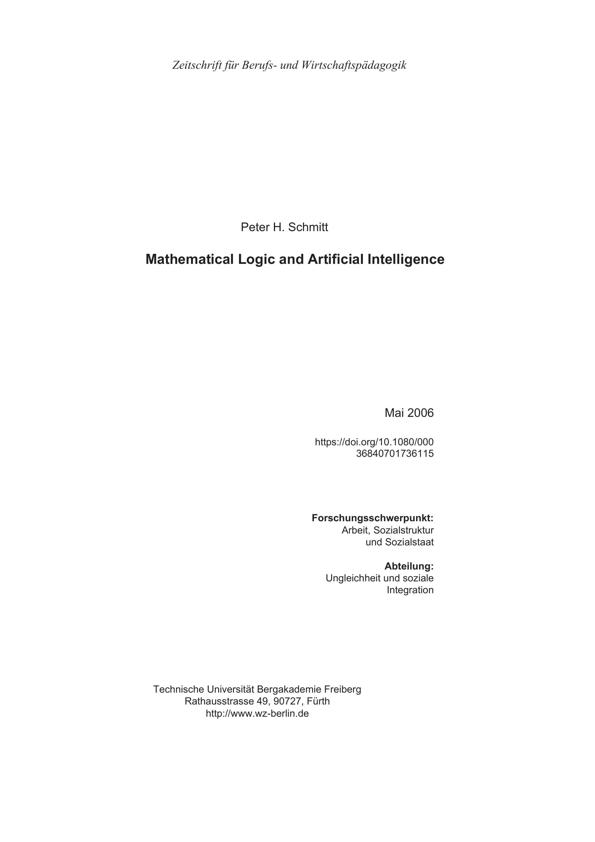 Zeitschrift für Berufs- und Wirtschaftspädagogik
Peter H. Schmitt
Mathematical Logic and Artificial Intelligence
Mai 2006
https://doi.org/10.1080/000
36840701736115
Forschungsschwerpunkt:
Arbeit, Sozialstruktur
und Sozialstaat
Abteilung:
Ungleichheit und soziale
Integration
Technische Universität Bergakademie Freiberg
Rathausstrasse 49, 90727, Fürth
http://www.wz-berlin.de